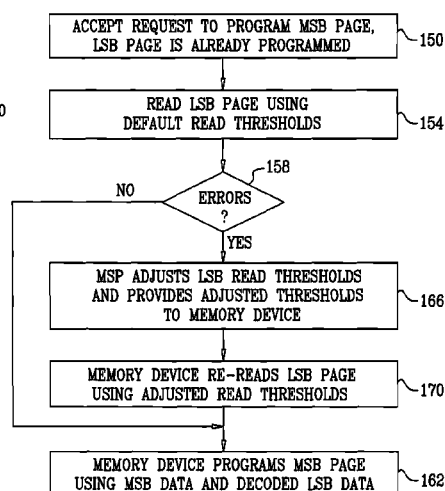 ACCEPT REQUEST TO PROGRAM MSB PAGE,
LSB PAGE IS ALREADY PROGRAMMED
150
READ LSB PAGE USING
DEFAULT READ THRESHOLDS
154
0
158
ERRORS
?
NO
YES
MSP ADJUSTS LSB READ THRESHOLDS
AND PROVIDES ADJUSTED THRESHOLDS
TO MEMORY DEVICE
166
MEMORY DEVICE RE-READS LSB PAGE
USING ADJUSTED READ THRESHOLDS
170
MEMORY DEVICE PROGRAMS MSB PAGE
USING MSB DATA AND DECODED LSB DATA
162